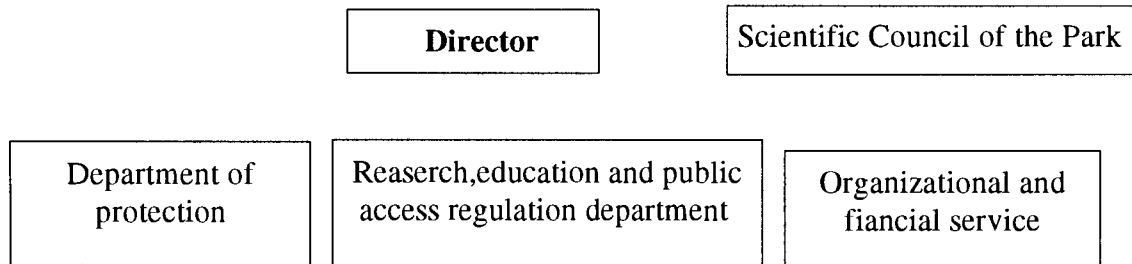 Director
Scientific Council of the Park
Department of
protection
Reaserch,education and public
access regulation department
Organizational and
fiancial service